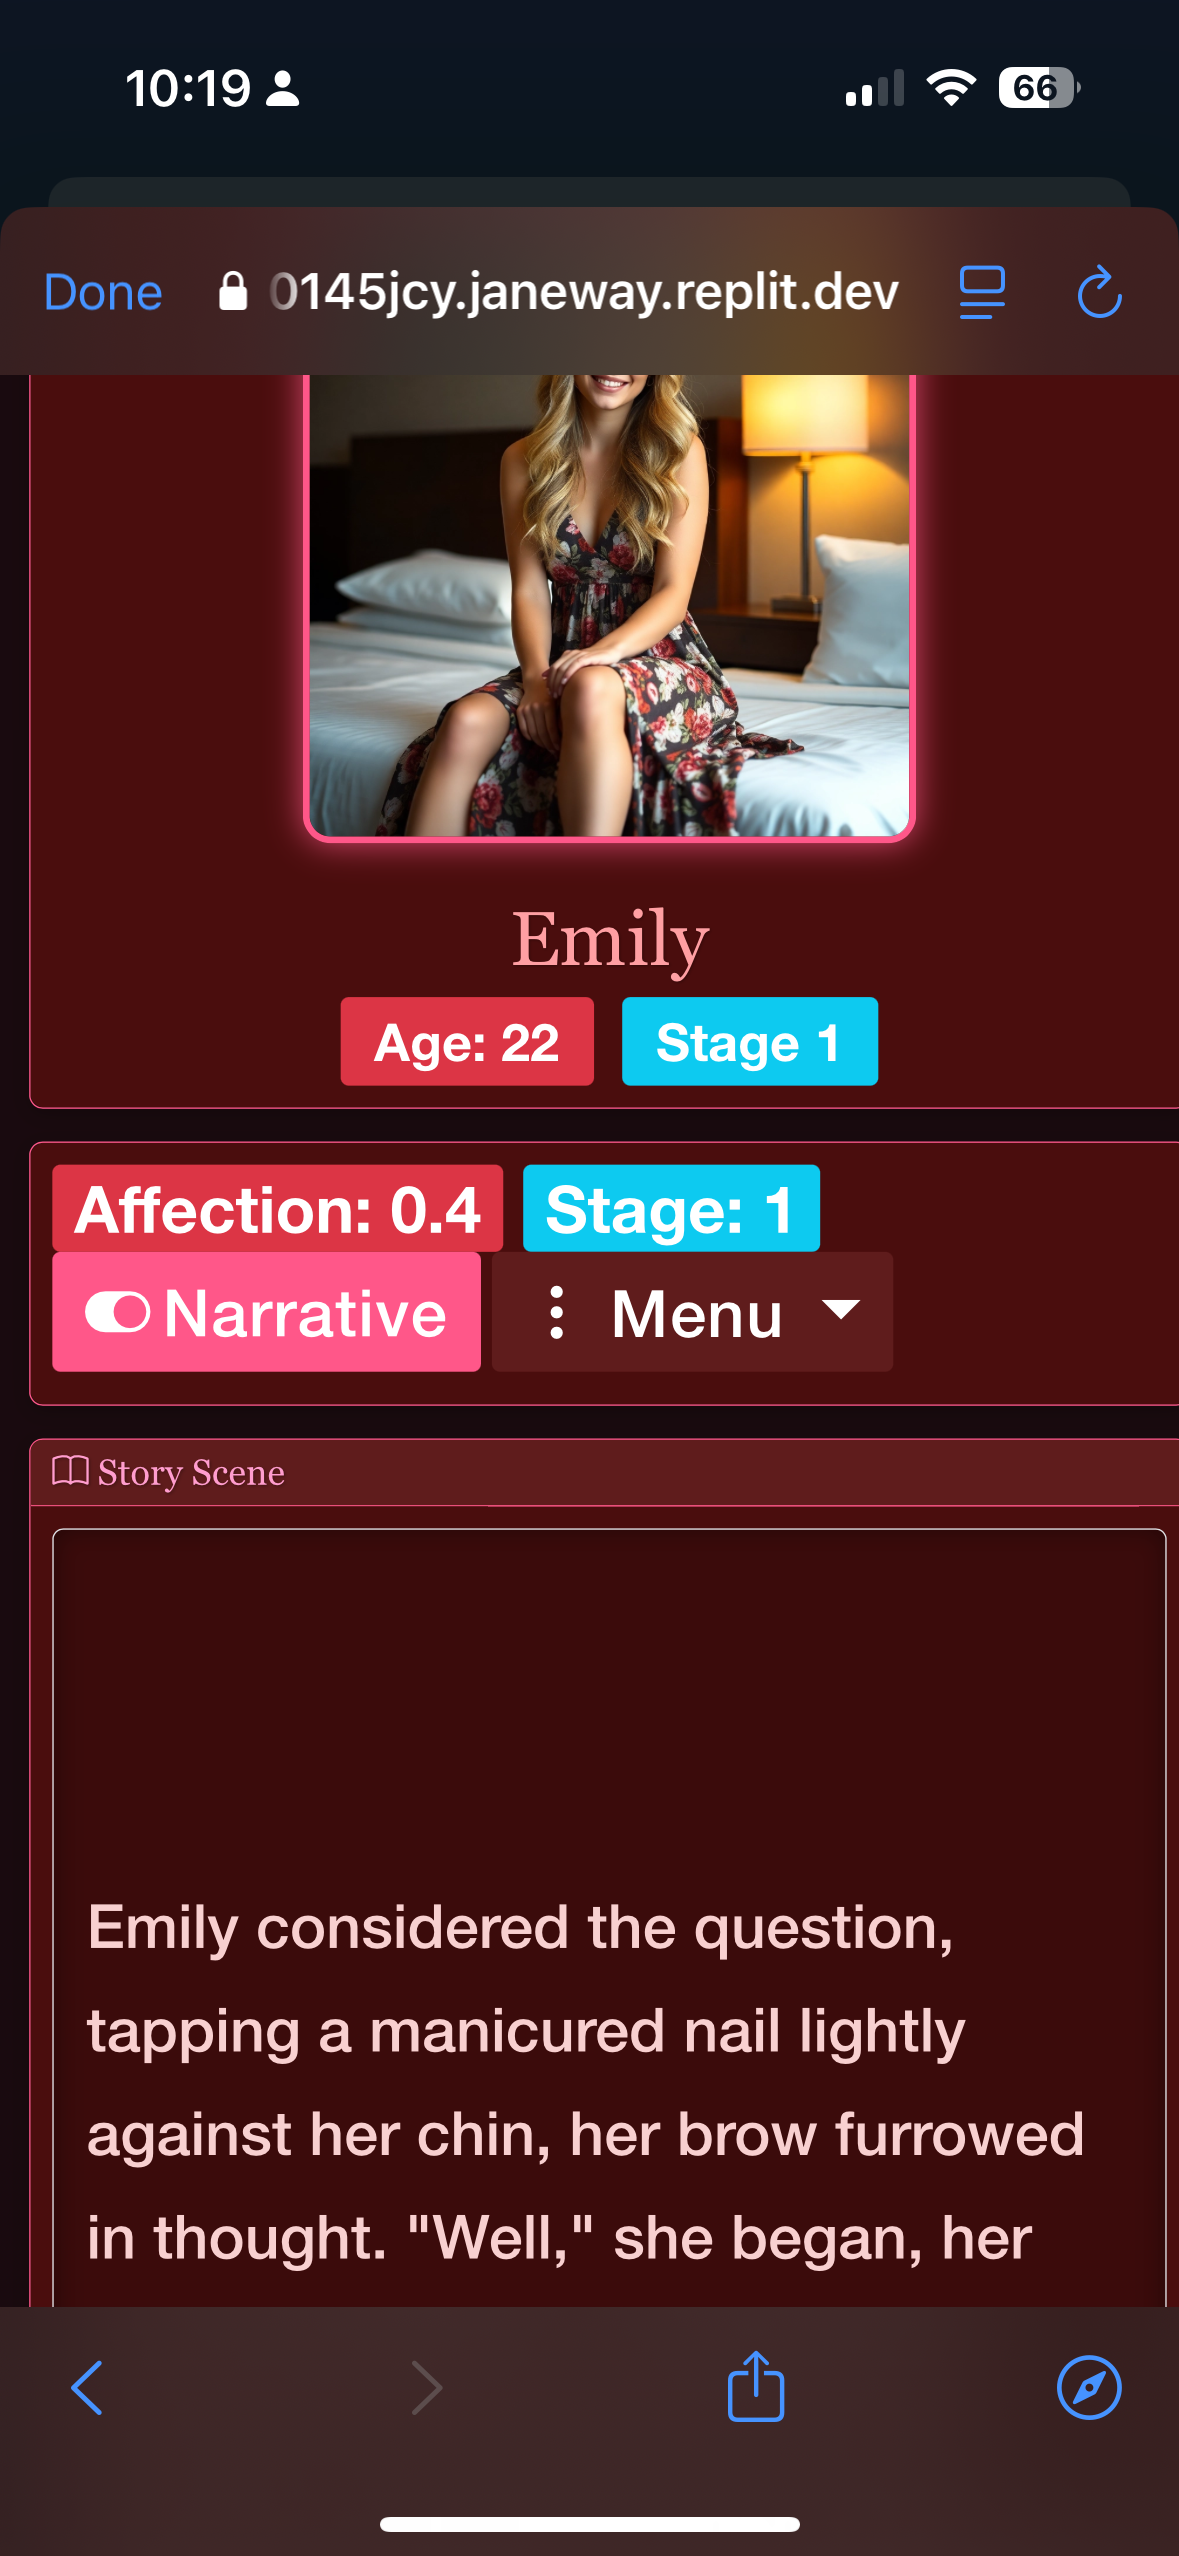 10:19
66
Done
0145jcy.janeway.replit.dev
Emily
Age: 22 Stage 1
Affection: 0.4 Stage: 1
Narrative Menu
Story Scene
Emily considered the question,
tapping a manicured nail lightly
against her chin, her brow furrowed
in thought. "Well," she began, her